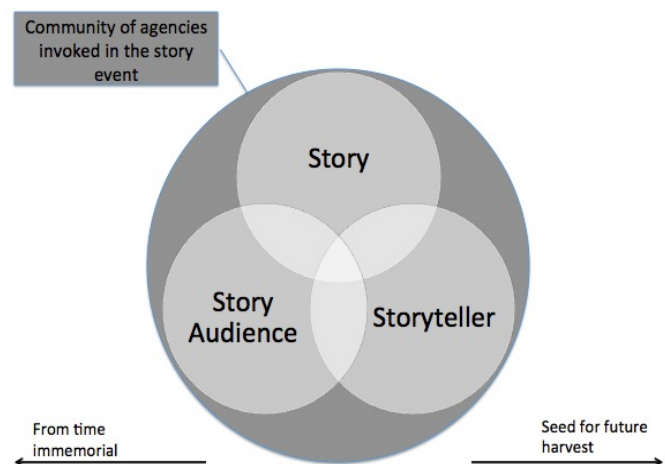 Community of agencies
invoked in the story
event
Story
Story
Audience
Storyteller
From time
immemorial
Seed for future
harvest